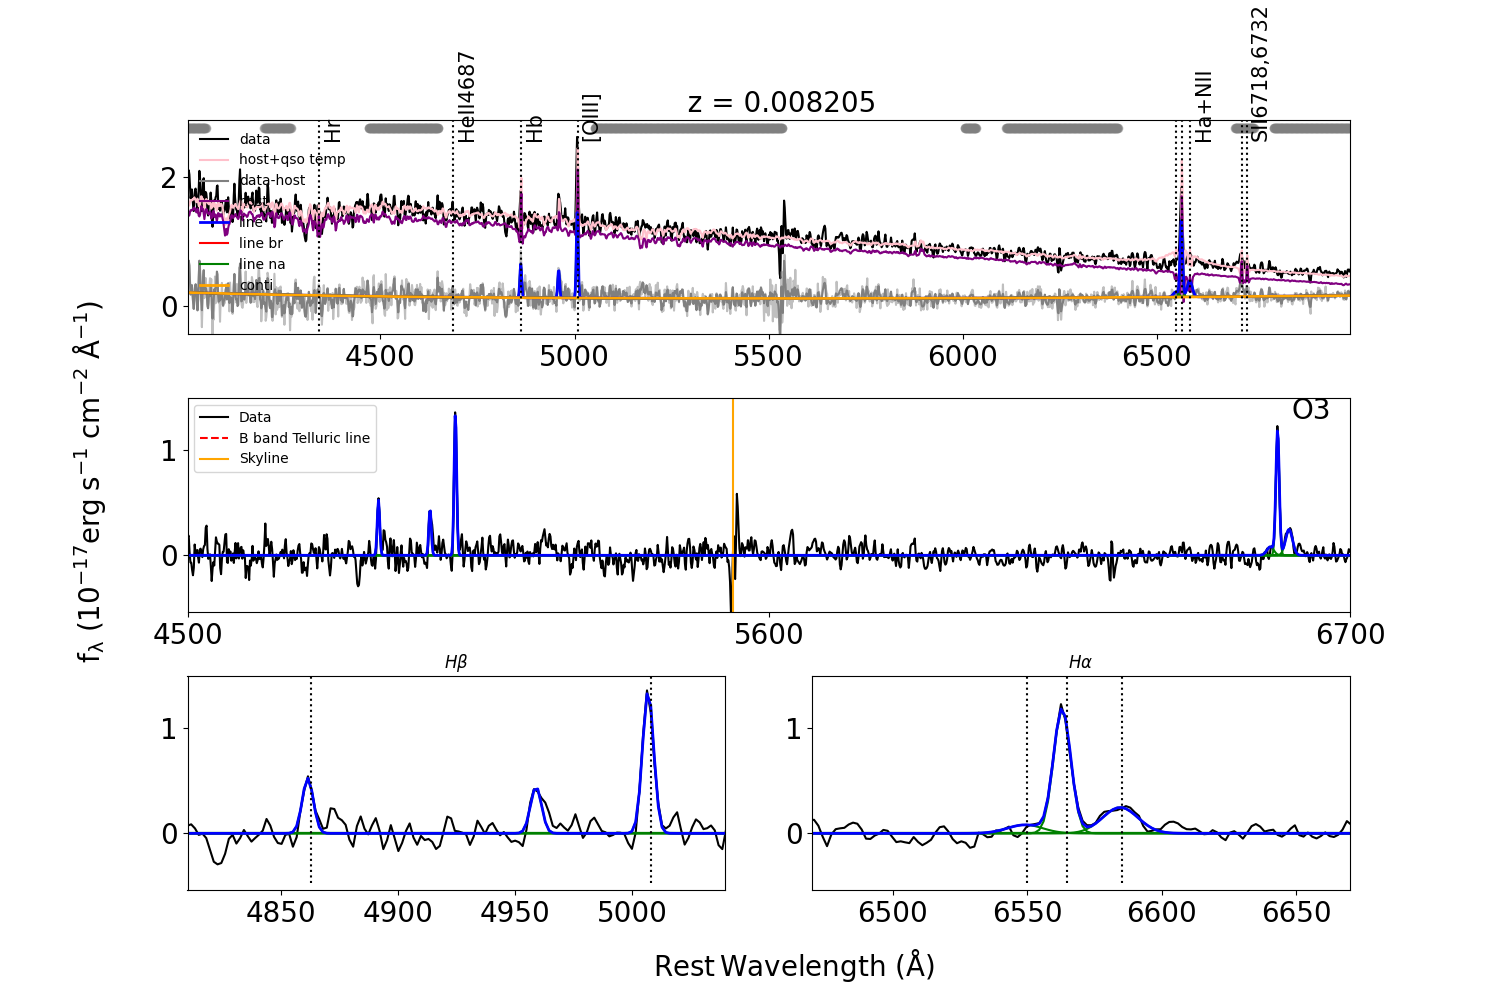 SII6718,6732
HeII4687
Ha+NII
z = 0.008205
Hr
Hb
[OIII]
data
host+qso temp
data-host
line
line br
line na
conti
2
0
4500
5000
5500
6000
6500
fλ (10−17erg s−1 cm−2 Å−1)
Data
B band Telluric line
Skyline
O3
1
0
4500
5600
6700
Hβ
Hα
1
0
1
0
4850
4900
4950
5000
6500
6550
6600
6650
Rest Wavelength (Å)